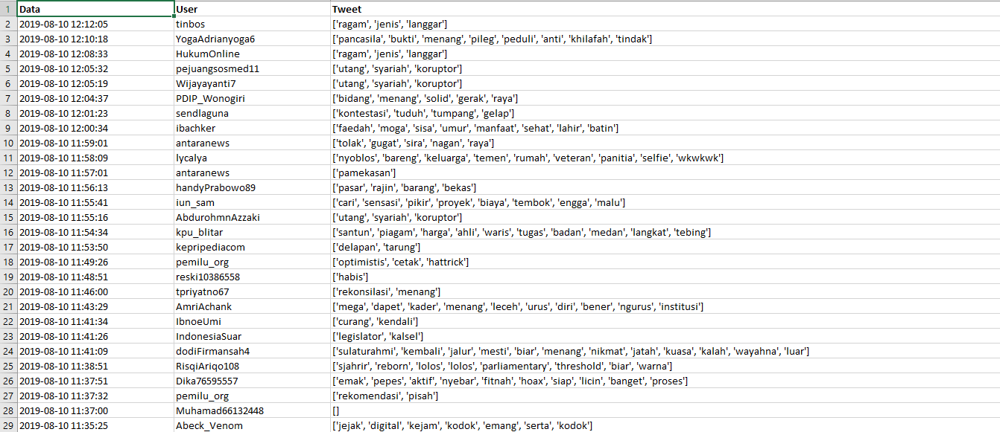 1 Data User Tweet
2 2019-08-10 12:12:05 tinbos ['ragam', 'jenis', 'langgar']
3 2019-08-10 12:10:18 YogaAdrianyoga6 ['pancasila', 'bukti', 'menang', 'pileg', 'peduli', 'anti', 'khilafah', 'tindak']
4 2019-08-10 12:08:33 HukumOnline ['ragam', 'jenis', 'langgar']
5 2019-08-10 12:05:32 pejuangsosmed11 ['utang', 'syariah', 'koruptor']
6 2019-08-10 12:05:19 Wijayayanti7 ['utang', 'syariah', 'koruptor']
7 2019-08-10 12:04:37 PDIP_Wonogiri ['bidang', 'menang', 'solid', 'gerak', 'raya']
8 2019-08-10 12:01:23 sendlaguna ['kontestasi', 'tuduh', 'tumpang', 'gelap']
9 2019-08-10 12:00:34 ibachker ['faedah', 'moga', 'sisa', 'umur', 'manfaat', 'sehat', 'lahir', 'batin']
10 2019-08-10 11:59:01 antaranews ['tolak', 'gugat', 'sira', 'nagan', 'raya']
11 2019-08-10 11:58:09 lycalya ['nyoblos', 'bareng', 'keluarga', 'temen', 'rumah', 'veteran', 'panitia', 'selfie', 'wkwkwk']
12 2019-08-10 11:57:01 antaranews ['pamekasan']
13 2019-08-10 11:56:13 handyPrabowo89 ['pasar', 'rajin', 'barang', 'bekas']
14 2019-08-10 11:55:41 iun_sam ['cari', 'sensasi', 'pikir', 'proyek', 'biaya', 'tembok', 'engga', 'malu']
15 2019-08-10 11:55:16 AbdurohmnAzzaki ['utang', 'syariah', 'koruptor']
16 2019-08-10 11:54:34 kpu_blitar ['santun', 'piagam', 'harga', 'ahli', 'waris', 'tugas', 'badan', 'medan', 'langkat', 'tebing']
17 2019-08-10 11:53:50 kepripediacom ['delapan', 'tarung']
18 2019-08-10 11:49:26 pemilu_org ['optimistis', 'cetak', 'hattrick']
19 2019-08-10 11:48:51 reski10386558 ['habis']
20 2019-08-10 11:46:00 tpriyatno67 ['rekonsilasi', 'menang']
21 2019-08-10 11:43:29 AmriAchank ['mega', 'dapet', 'kader', 'menang', 'leceh', 'urus', 'diri', 'bener', 'ngurus', 'institusi']
22 2019-08-10 11:41:34 IbnoeUmi ['curang', 'kendali']
23 2019-08-10 11:41:26 IndonesiaSuar ['legislator', 'kalsel']
24 2019-08-10 11:41:09 dodiFirmansah4 ['sulaturahmi', 'kembali', 'jalur', 'mesti', 'biar', 'menang', 'nikmat', 'jatah', 'kuasa', 'kalah', 'wayahna', 'luar']
25 2019-08-10 11:38:51 RisqiAriqo108 ['sjahrir', 'reborn', 'lolos', 'lolos', 'parliamentary', 'threshold', 'biar', 'warna']
26 2019-08-10 11:37:51 Dika76595557 ['emak', 'pepes', 'aktif', 'nyebar', 'fitnah', 'hoax', 'siap', 'licin', 'banget', 'proses']
27 2019-08-10 11:37:32 pemilu_org ['rekomendasi', 'pisah']
28 2019-08-10 11:37:00 Muhamad66132448 []
29 2019-08-10 11:35:25 Abeck_Venom ['jejak', 'digital', 'kejam', 'kodok', 'emang', 'serta', 'kodok']